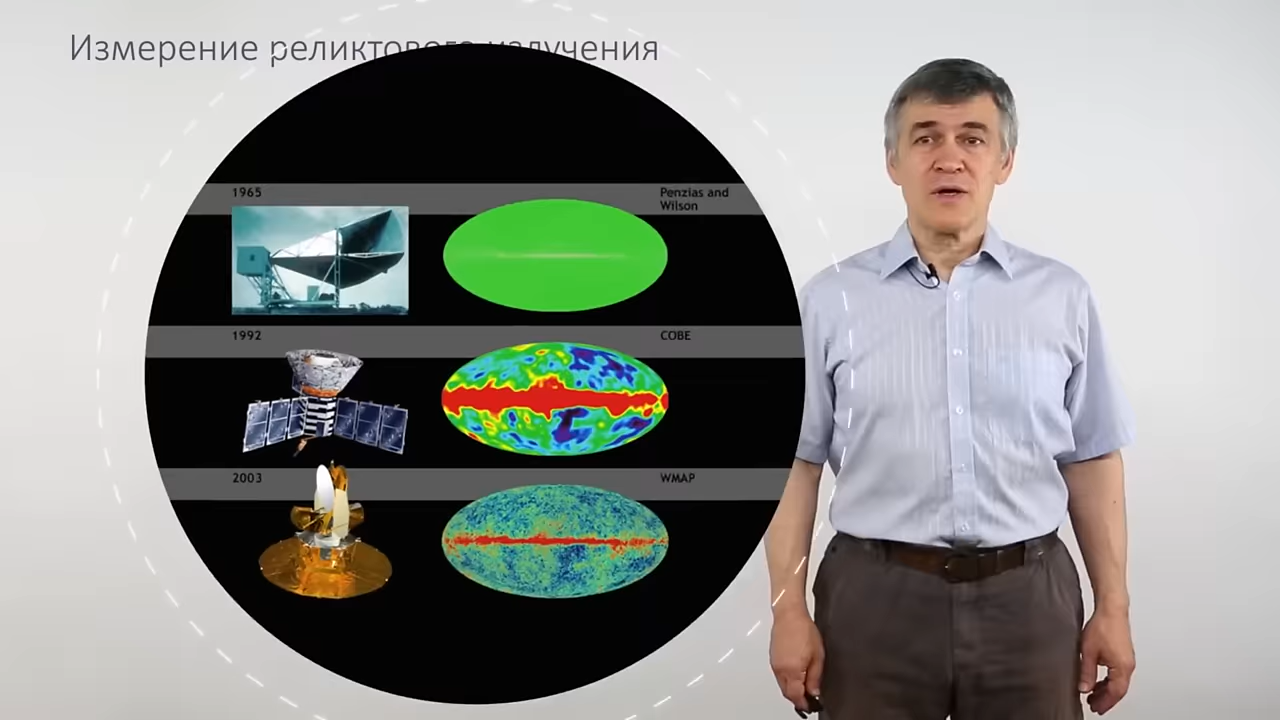 Измерение реликтового излучения
1965
Penzias and
Wilson
1992
COBE
2003
WMAP